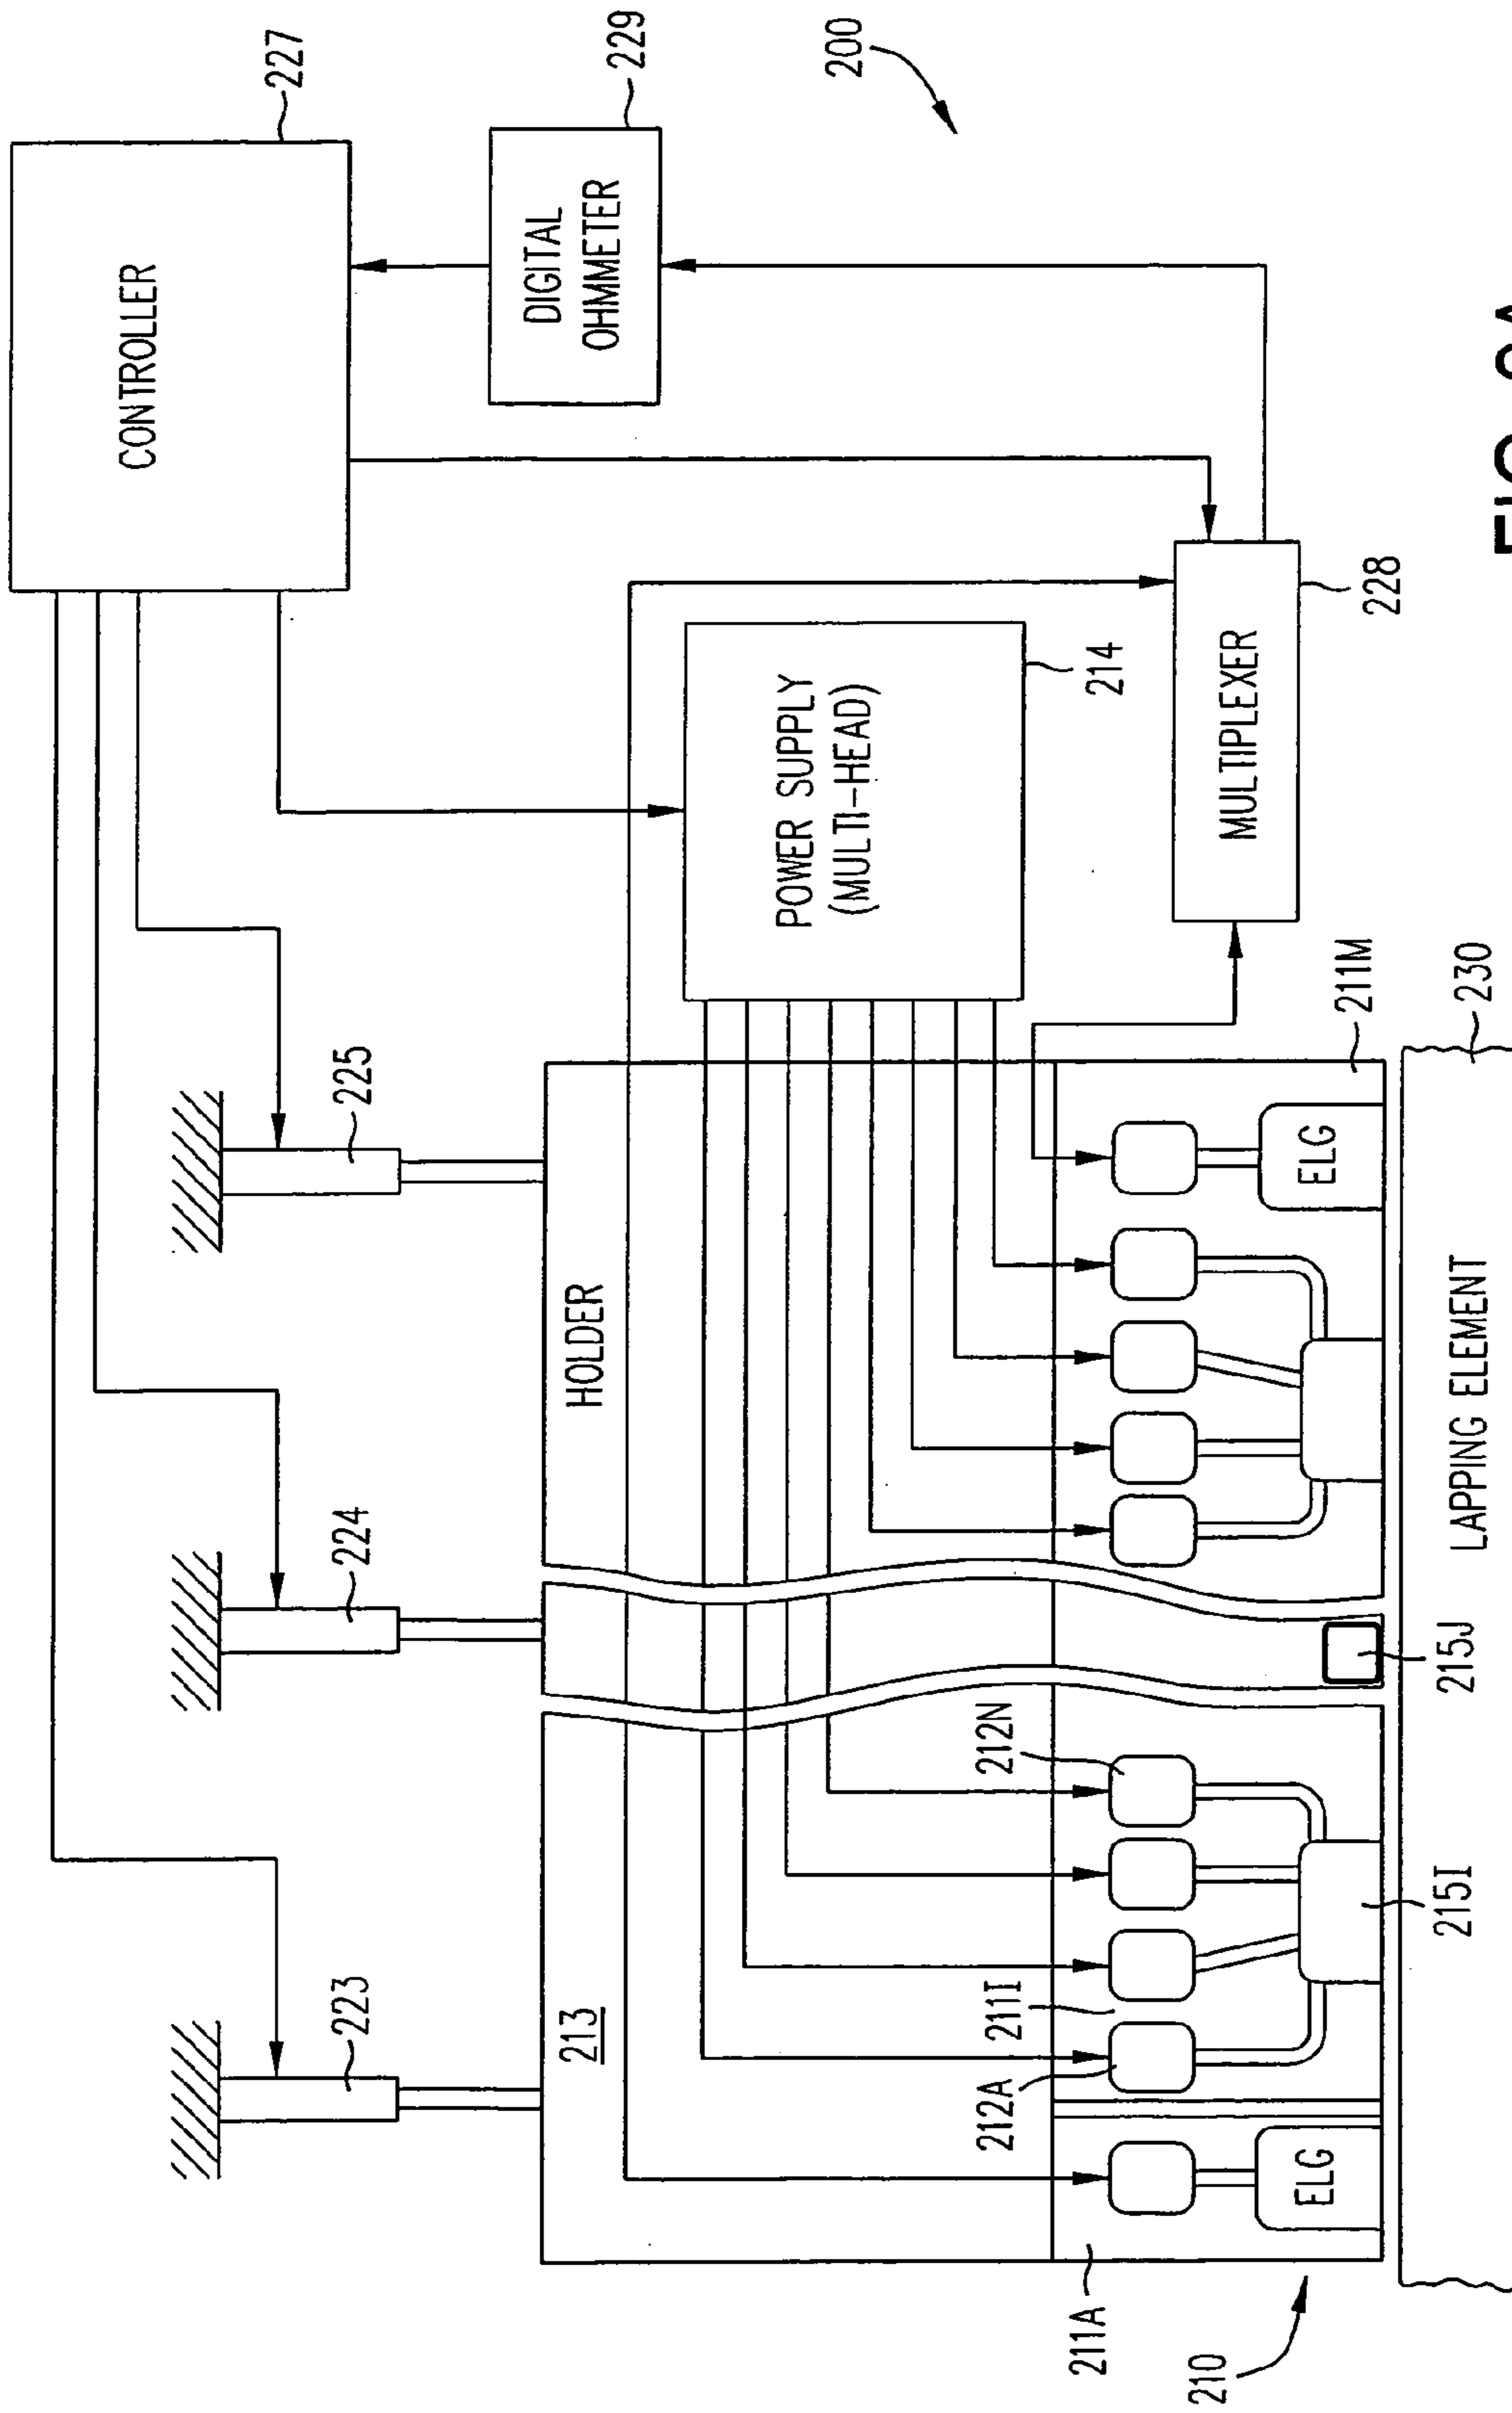 CONTROLLER
227
DIGITAL
OHMMETER
229
200
223
224
225
213
HOLDER
POWER SUPPLY
(MULTI-HEAD)
214
MULTIPLEXER
228
212A
211I
212N
211A
ELG
ELG
211M
210
215I
215J
LAPPING ELEMENT
230